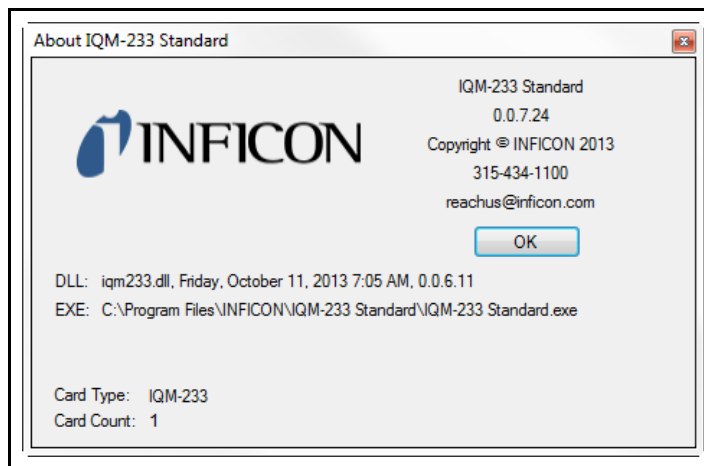 About IQM-233 Standard
INFICON
IQM-233 Standard
0.0.7.24
Copyright © INFICON 2013
315-434-1100
reachus@inficon.com
OK
DLL: iqm233.dll, Friday, October 11, 2013 7:05 AM, 0.0.6.11
EXE: C:\Program Files\INFICON\IQM-233 Standard\IQM-233 Standard.exe
Card Type: IQM-233
Card Count: 1